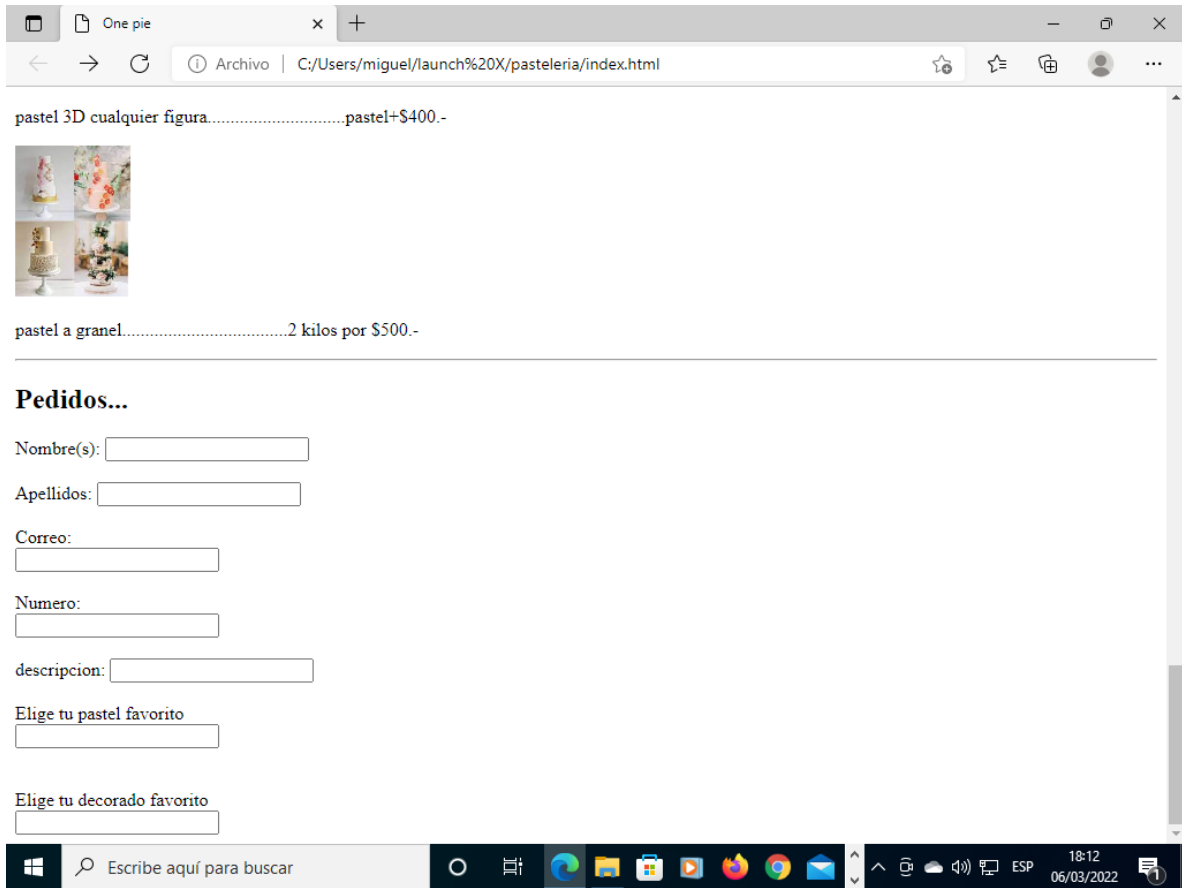 One pie
Archivo | C:/Users/miguel/launch%20X/pasteleria/index.html
pastel 3D cualquier figura..............................pastel+$400.-
pastel a granel....................................2 kilos por $500.-
Pedidos...
Nombre(s):
Apellidos:
Correo:
Numero:
descripcion:
Elige tu pastel favorito
Elige tu decorado favorito
Escribe aquí para buscar
ESP
18:12
06/03/2022
1